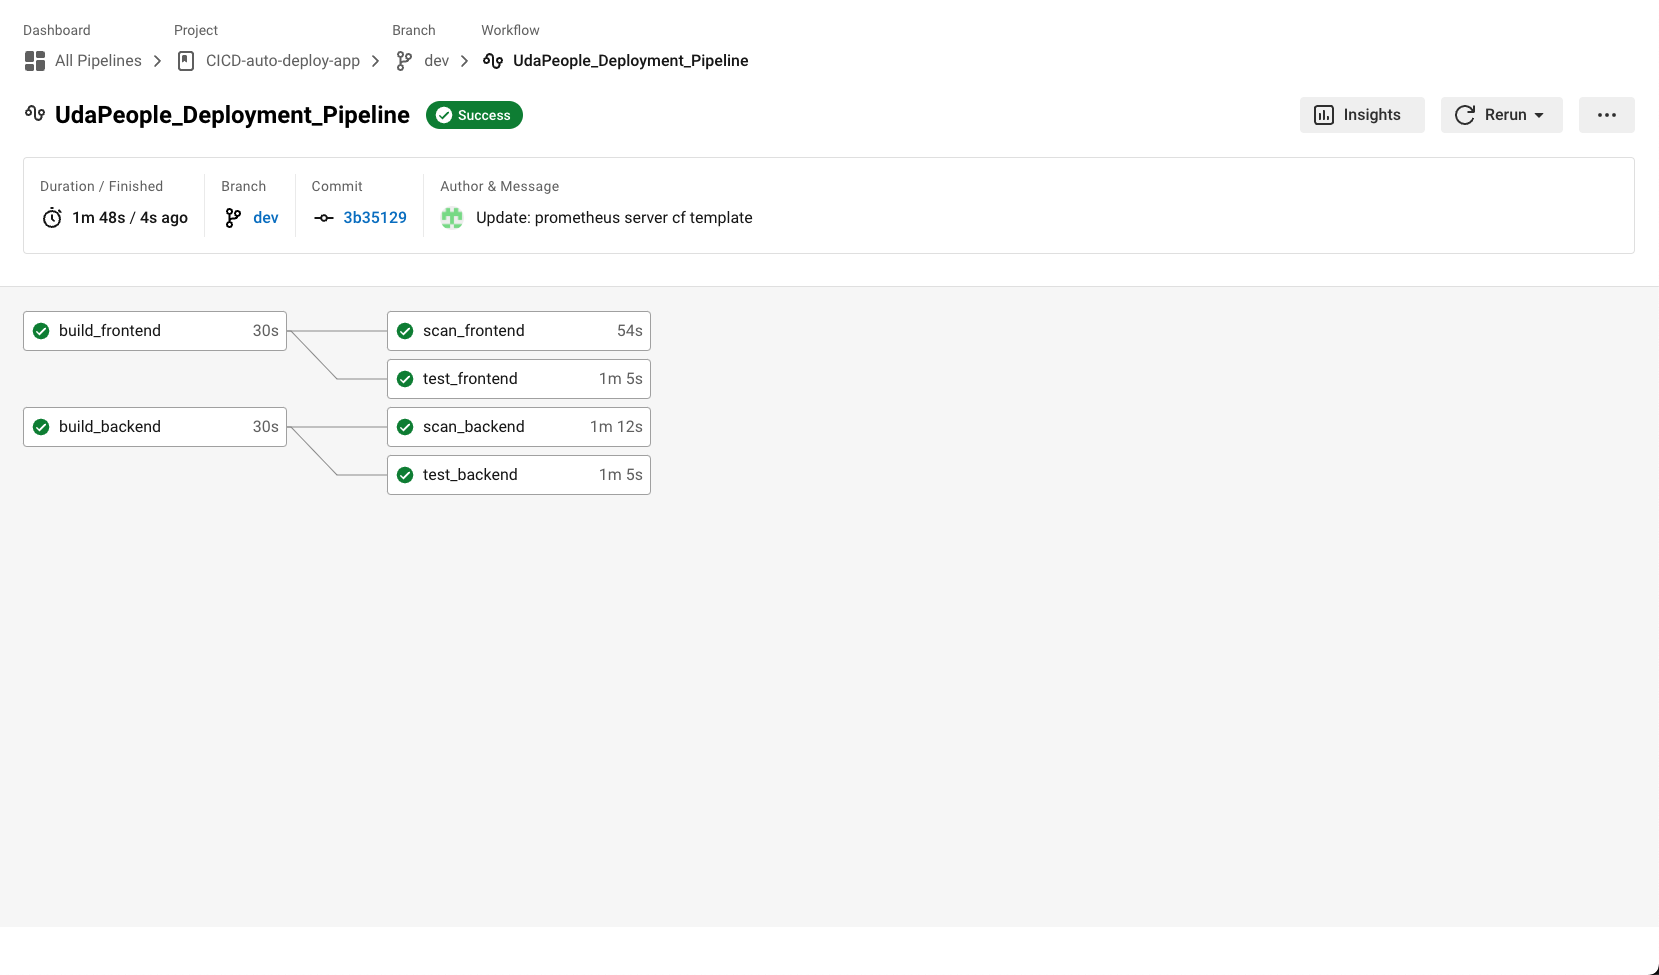 Dashboard Project Branch Workflow
All Pipelines CICD-auto-deploy-app dev UdaPeople_Deployment_Pipeline
UdaPeople_Deployment_Pipeline Success Insights Rerun
Duration / Finished Branch Commit Author & Message
1m 48s / 4s ago dev 3b35129 Update: prometheus server cf template
build_frontend 30s scan_frontend 54s
test_frontend 1m 5s
build_backend 30s scan_backend 1m 12s
test_backend 1m 5s